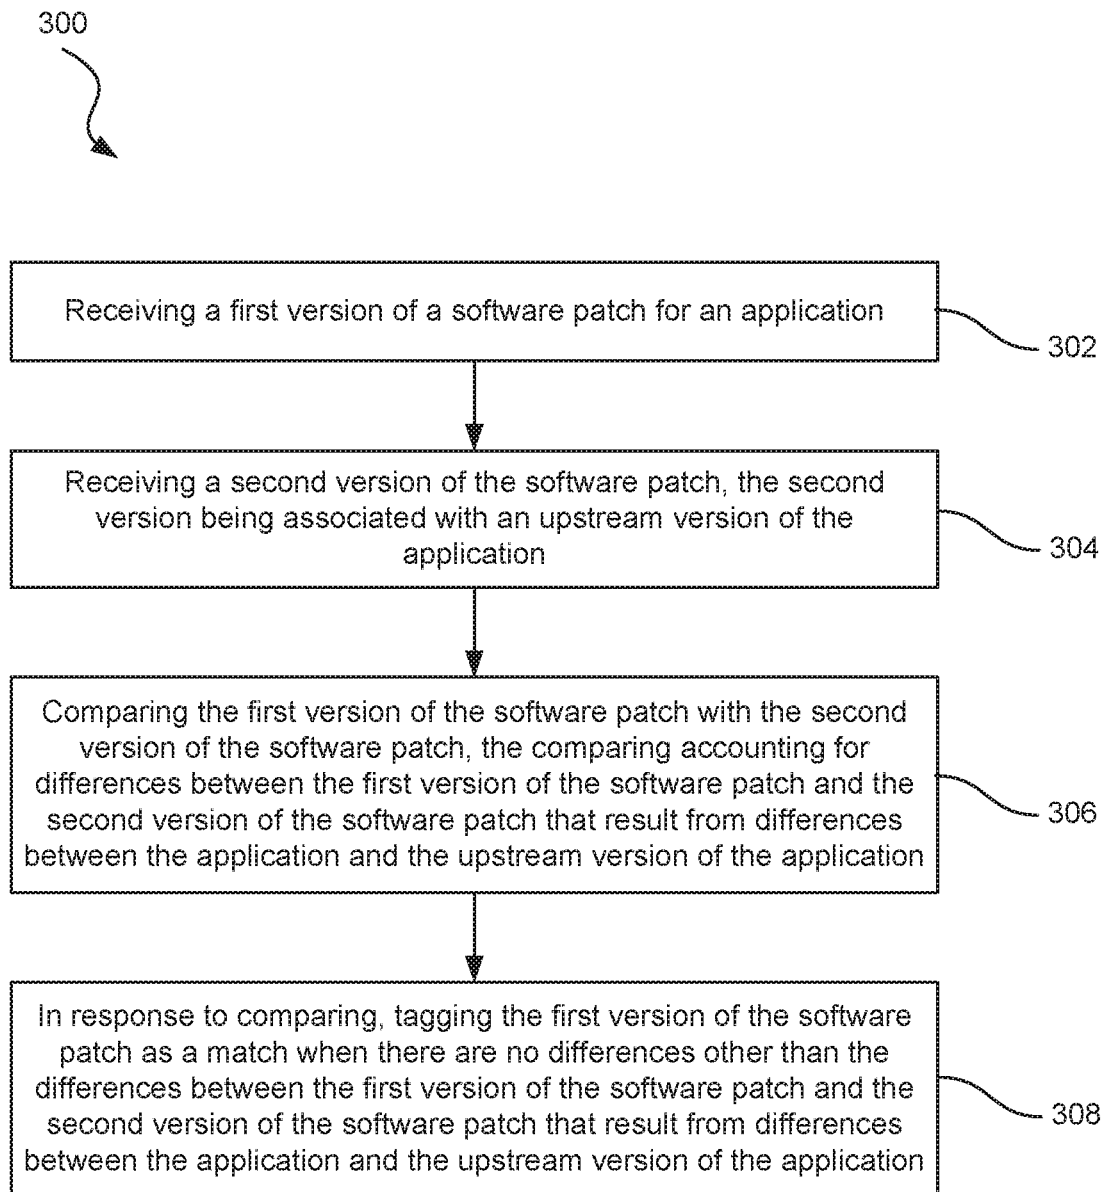 300
Receiving a first version of a software patch for an application
302
Receiving a second version of the software patch, the second
version being associated with an upstream version of the
application
304
Comparing the first version of the software patch with the second
version of the software patch, the comparing accounting for
differences between the first version of the software patch and the
second version of the software patch that result from differences
between the application and the upstream version of the application
306
In response to comparing, tagging the first version of the software
patch as a match when there are no differences other than the
differences between the first version of the software patch and the
second version of the software patch that result from differences
between the application and the upstream version of the application
308